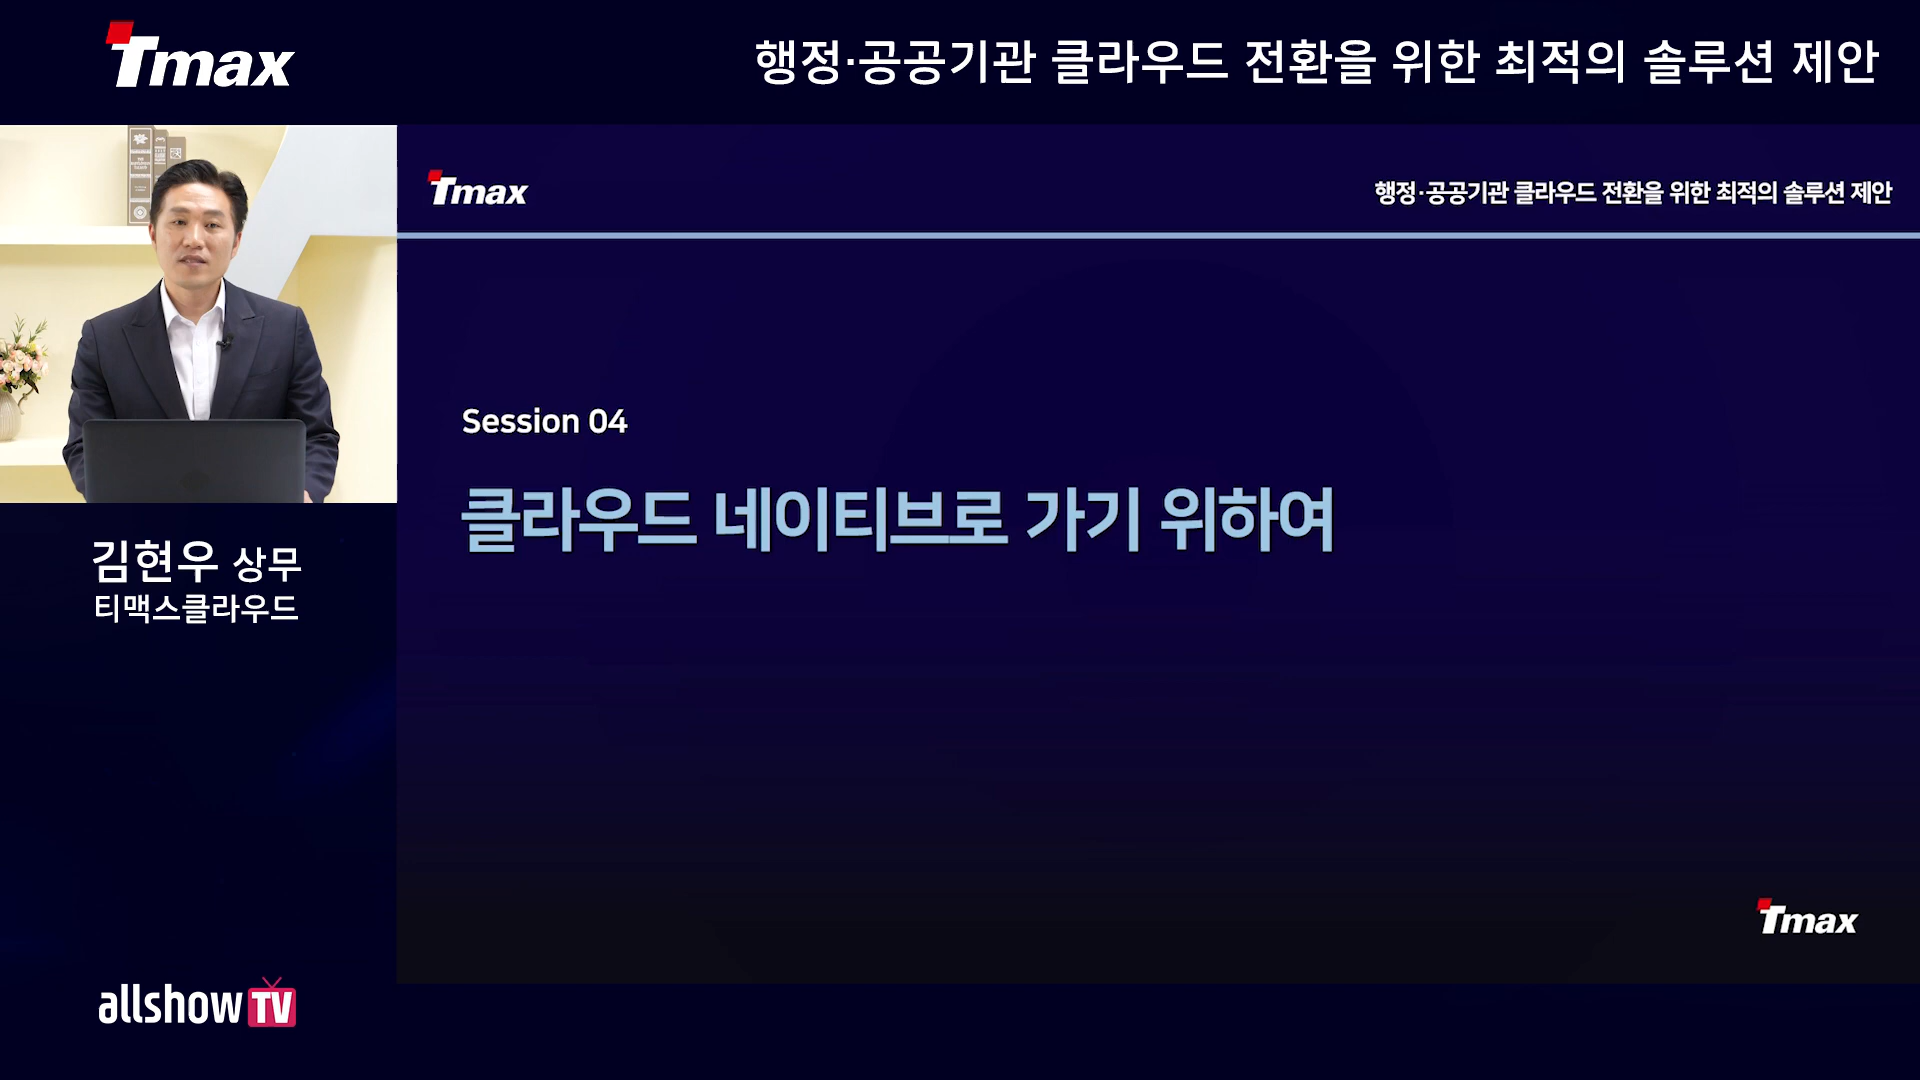 Tmax
행정·공공기관 클라우드 전환을 위한 최적의 솔루션 제안
Tmax
행정·공공기관 클라우드 전환을 위한 최적의 솔루션 제안
Session 04
클라우드 네이티브로 가기 위하여
김현우 상무
티맥스클라우드
Tmax
allshow TV